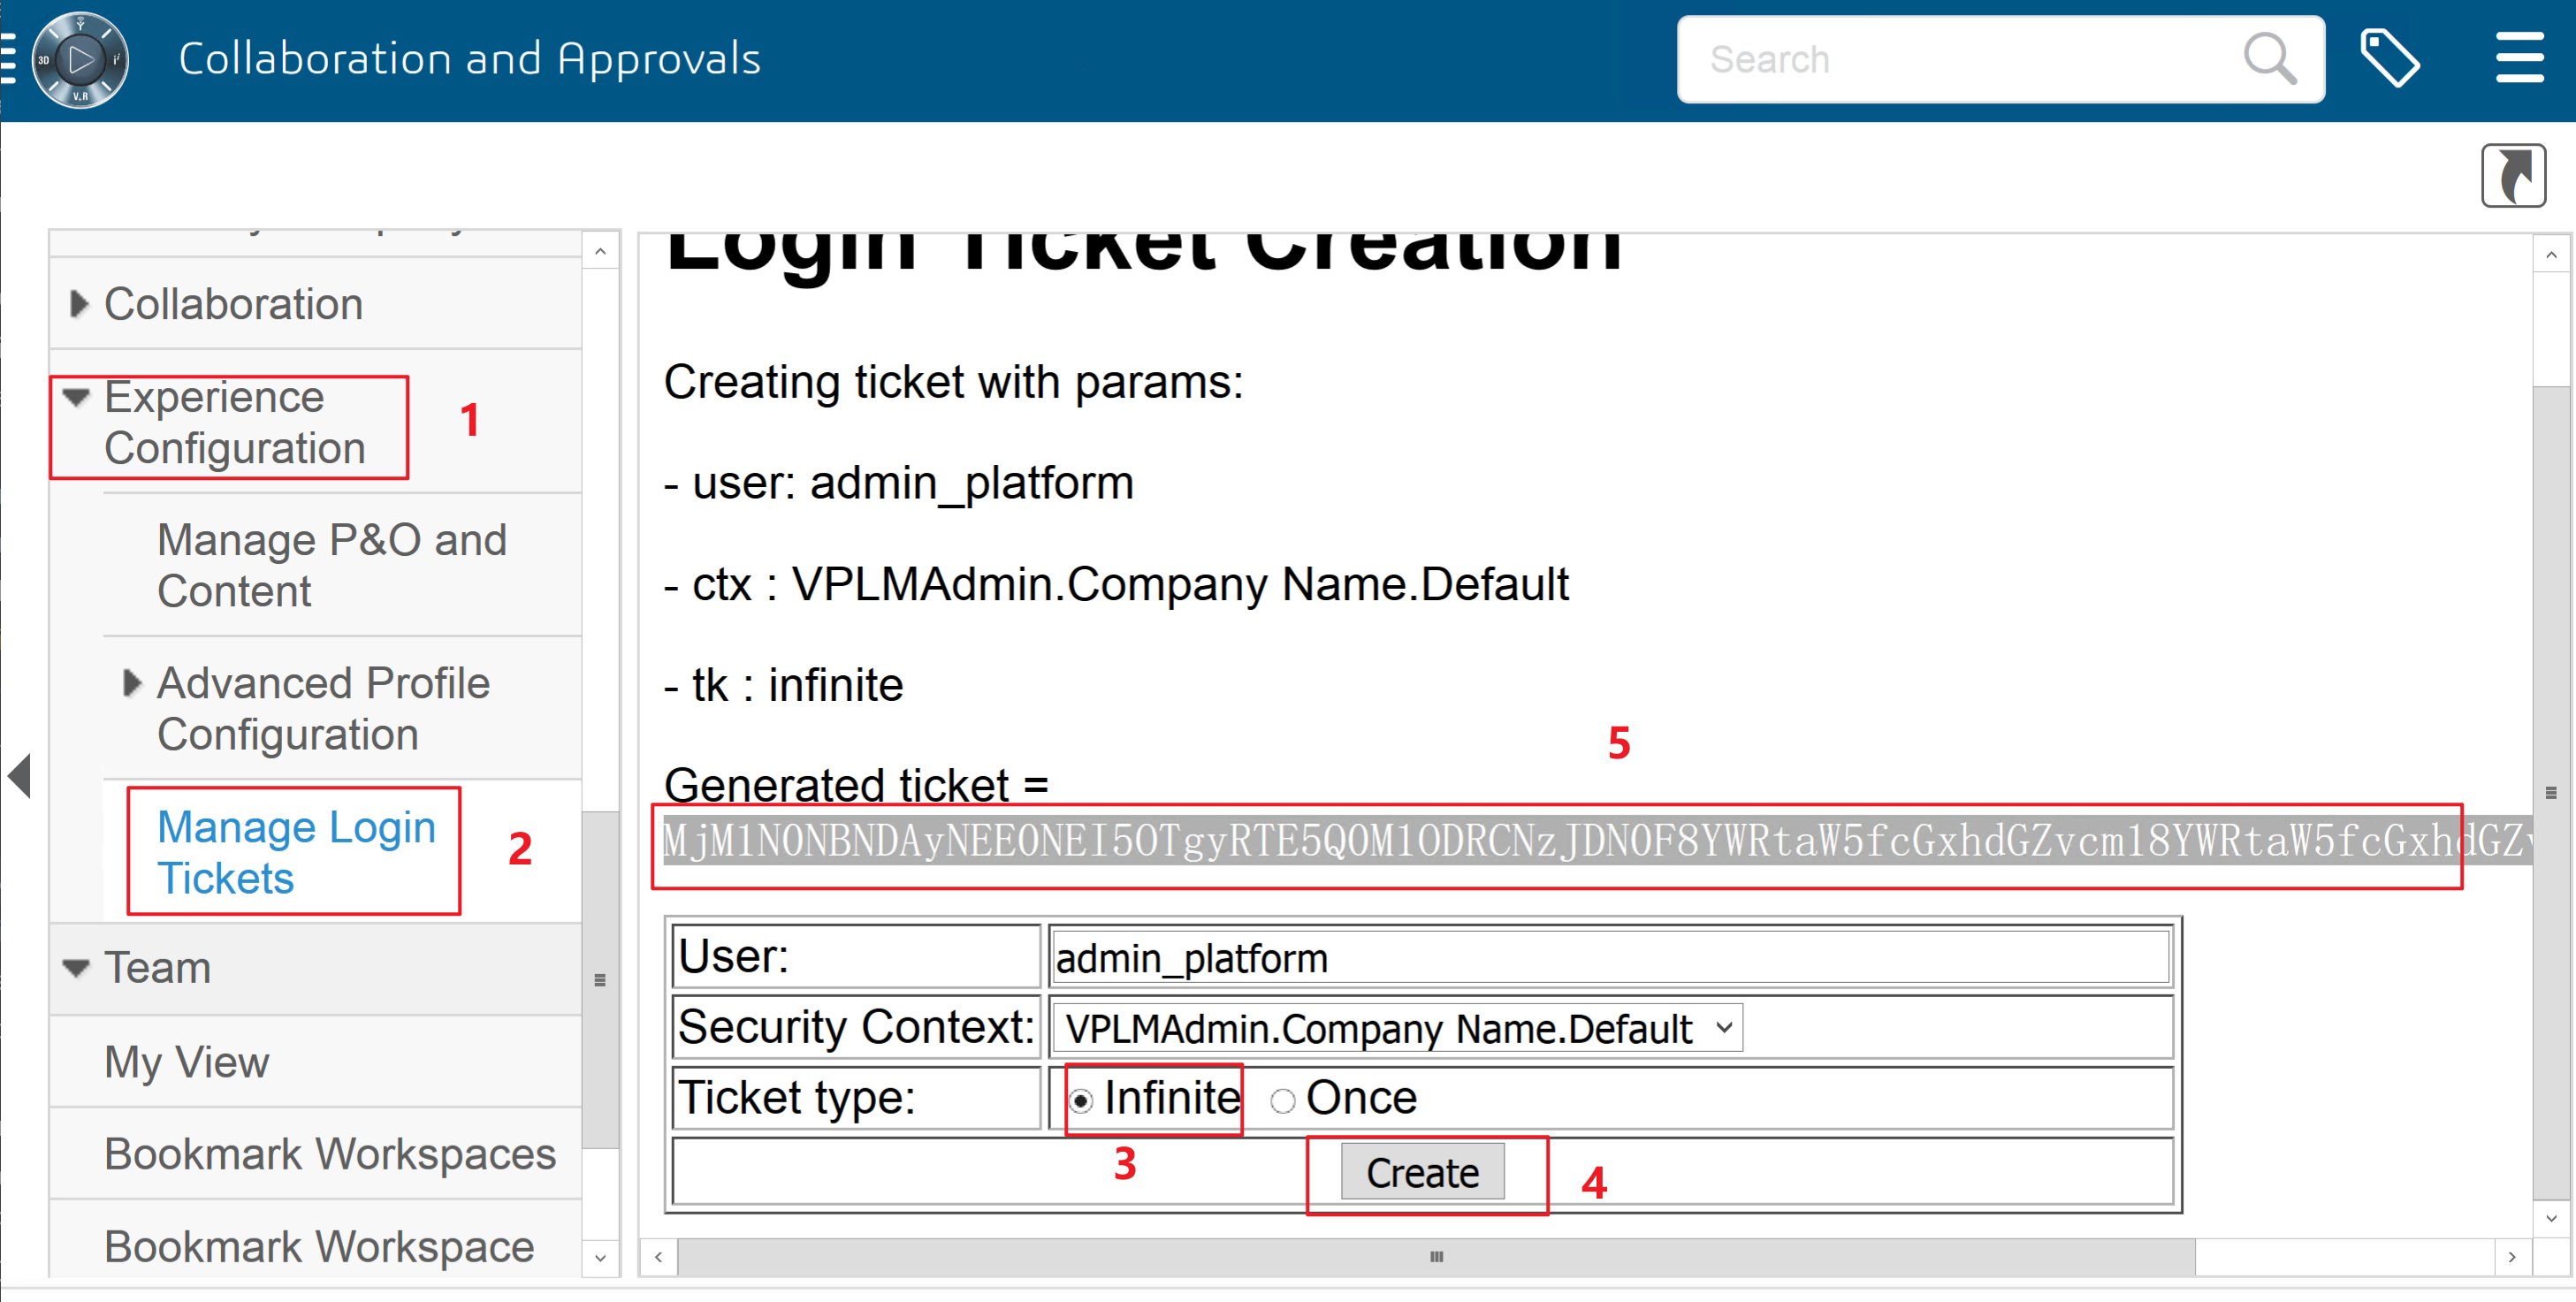 Collaboration and Approvals
Search
3D
V.R
Collaboration
Experience
Configuration
1
Manage P&O and
Content
Advanced Profile
Configuration
Manage Login
Tickets
2
Team
My View
Bookmark Workspaces
Bookmark Workspace
Login Ticket Creation
Creating ticket with params:
- user: admin_platform
- ctx : VPLMAdmin.Company Name.Default
- tk : infinite
5
Generated ticket =
MjM1N0NBNDAyNEE0NEI5OTgyRTE5Q0M1ODRCNzJDN0F8YWRtaW5fcGxhdGZvcm18YWRtaW5fcGxhdGZv
User: admin_platform
Security Context: VPLMAdmin.Company Name.Default
Ticket type: Infinite Once
3
Create
4